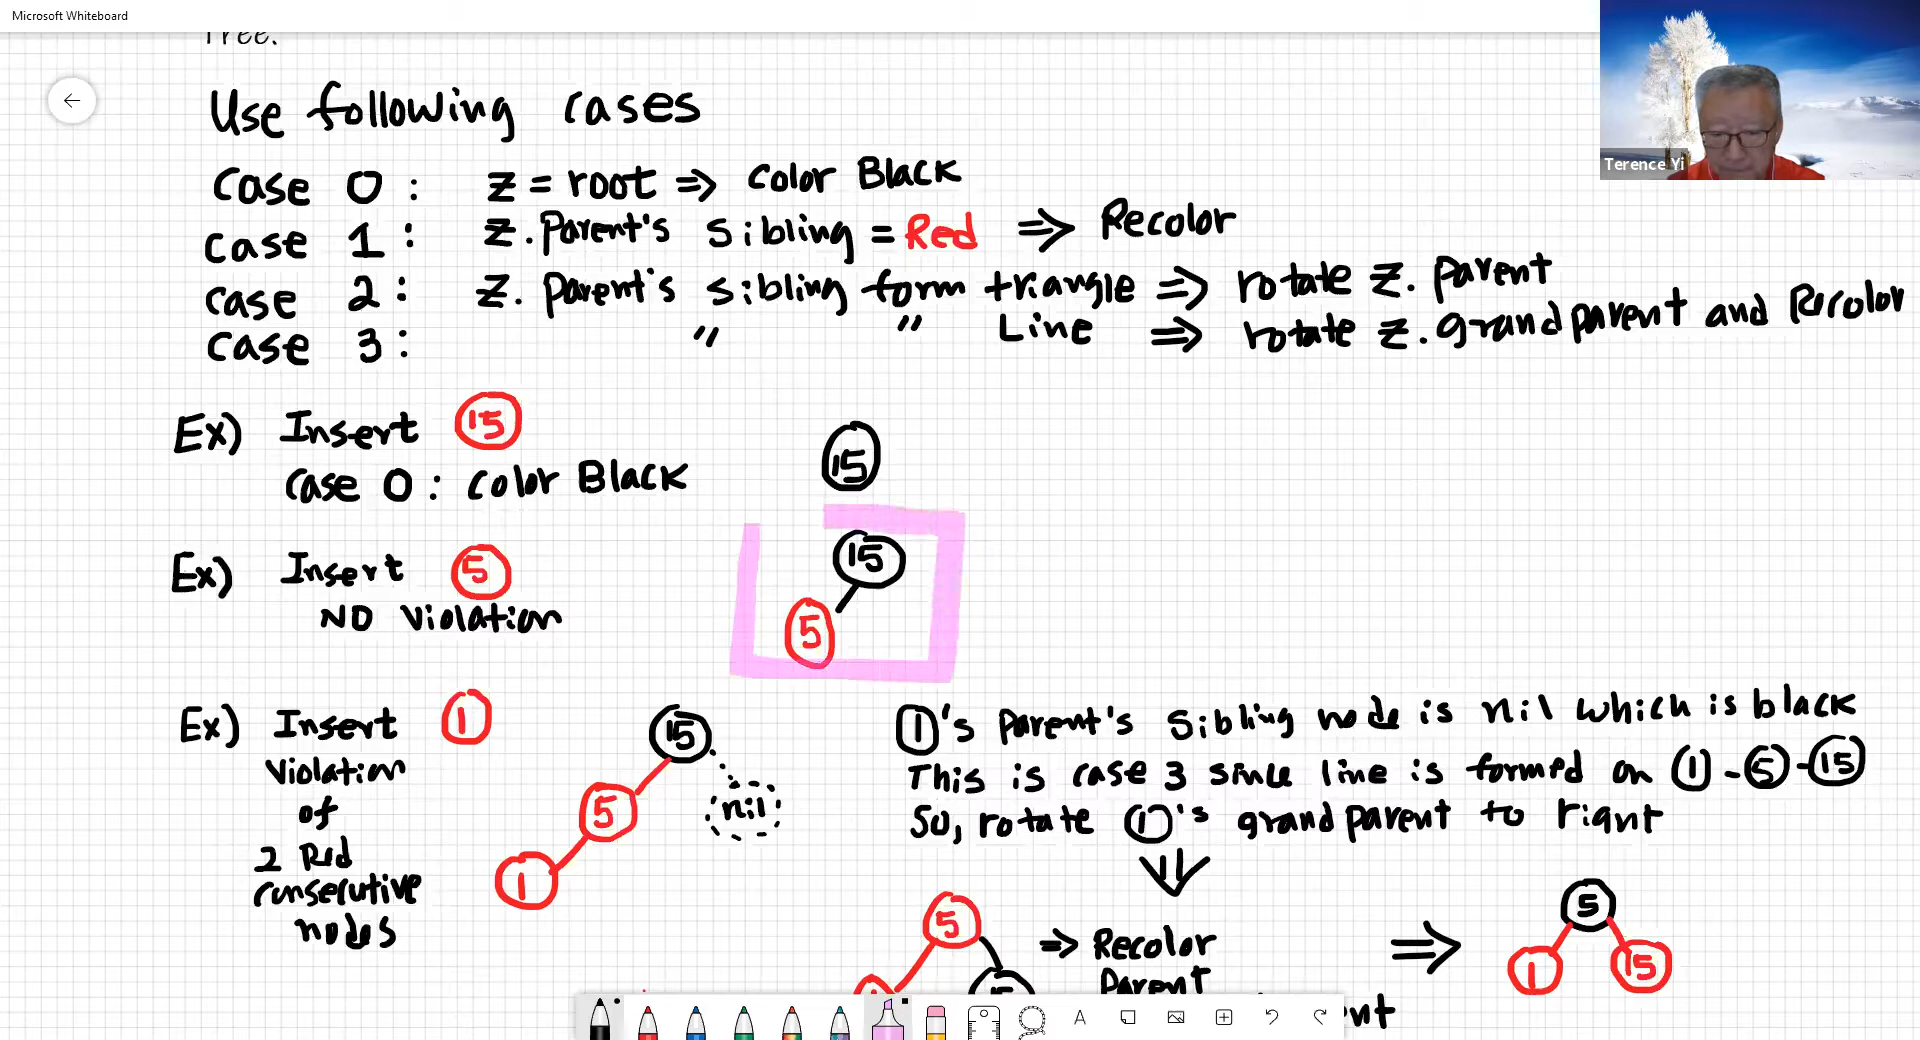 Microsoft Whiteboard
Tree.
Terence Yi
Use following cases
Case 0 : z = root => Color Black
Case 1 : z.Parent's Sibling = Red => Recolor
Case 2 : z. Parent's sibling form triangle => rotate z. parent
Case 3 : " " Line => rotate z. grandparent and Recolor
Ex) Insert 15
Case 0 : Color Black
15
Ex) Insert 5
NO Violation
15
5
Ex) Insert 1
Violation
of
2 Red
consecutive
nodes
15
5
nil
1
1's parent's sibling node is nil which is black
This is case 3 since line is formed on 1 - 5 - 15
So, rotate 1's grandparent to right
5
15
=> Recolor
Parent
=>
5
1
15